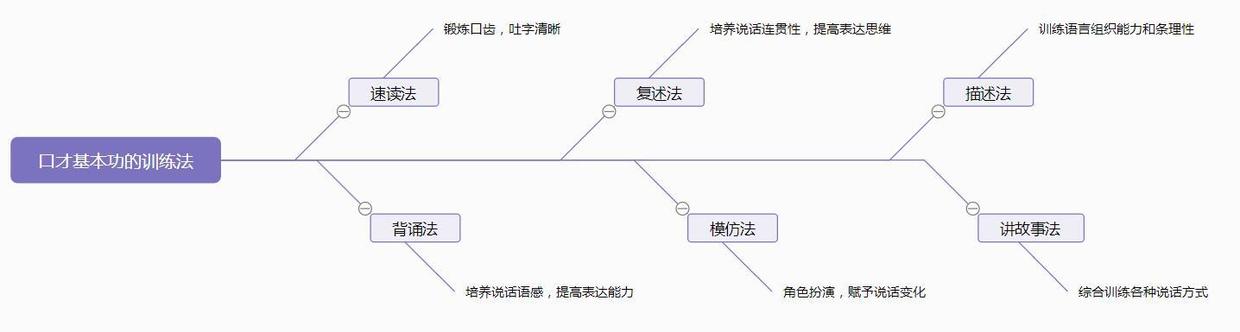 锻炼口齿，吐字清晰
培养说话连贯性，提高表达思维
训练语言组织能力和条理性
速读法
复述法
描述法
口才基本功的训练法
背诵法
模仿法
讲故事法
培养说话语感，提高表达能力
角色扮演，赋予说话变化
综合训练各种说话方式